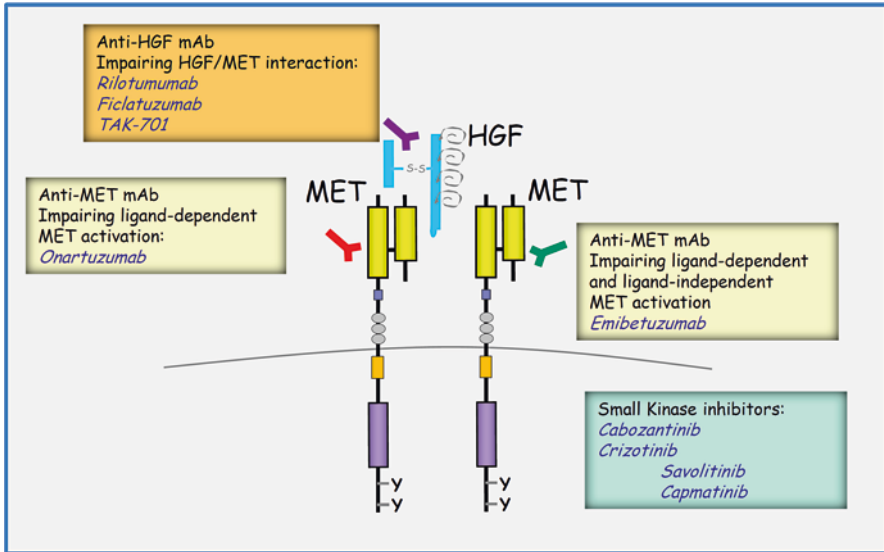 Anti-HGF mAb
Impairing HGF/MET interaction:
Rilotumumab
Ficlatuzumab
TAK-701
HGF
S-S
MET
MET
Anti-MET mAb
Impairing ligand-dependent
MET activation:
Onartuzumab
Anti-MET mAb
Impairing ligand-dependent
and ligand-independent
MET activation
Emibetuzumab
Small Kinase inhibitors:
Cabozantinib
Crizotinib
Savolitinib
Capmatinib
Y
Y
Y
Y